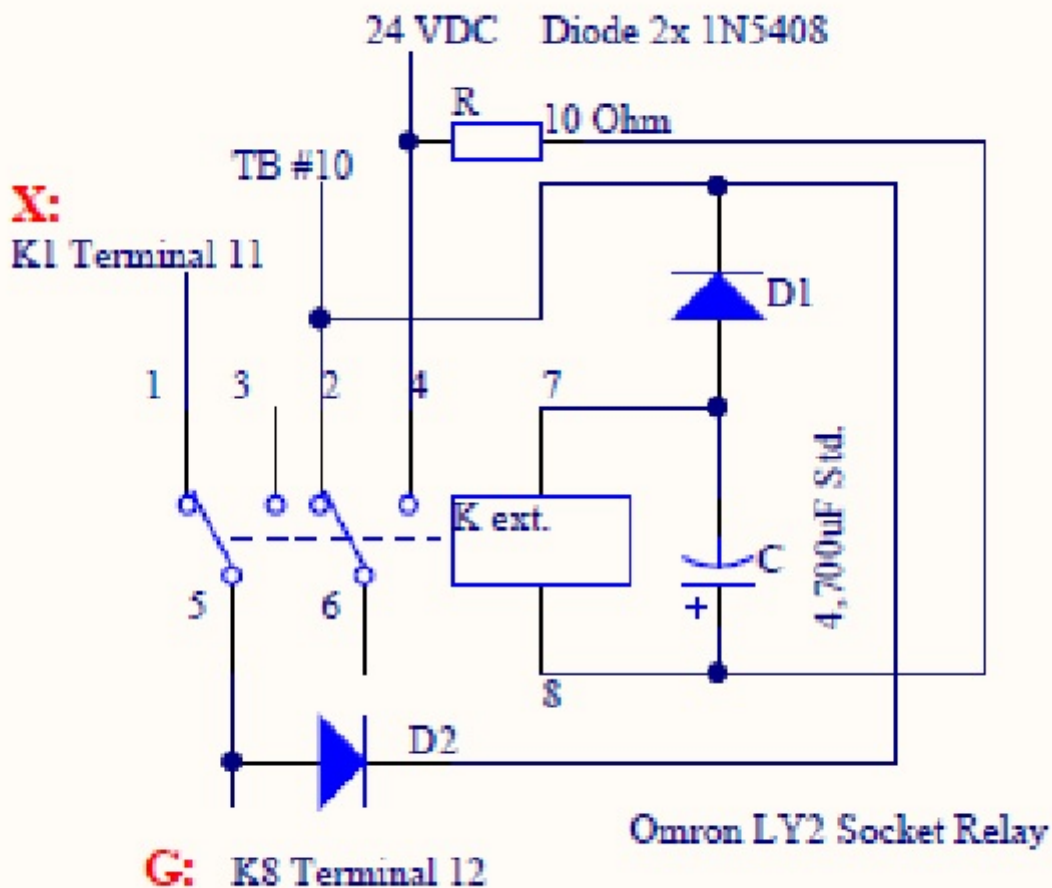 24 VDC Diode 2x 1N5408
R
10 Ohm
TB #10
X:
K1 Terminal 11
D1
1 3 2 4 7
4,700uF Std.
K ext.
C
+
5 6
8
D2
Omron LY2 Socket Relay
G: K8 Terminal 12